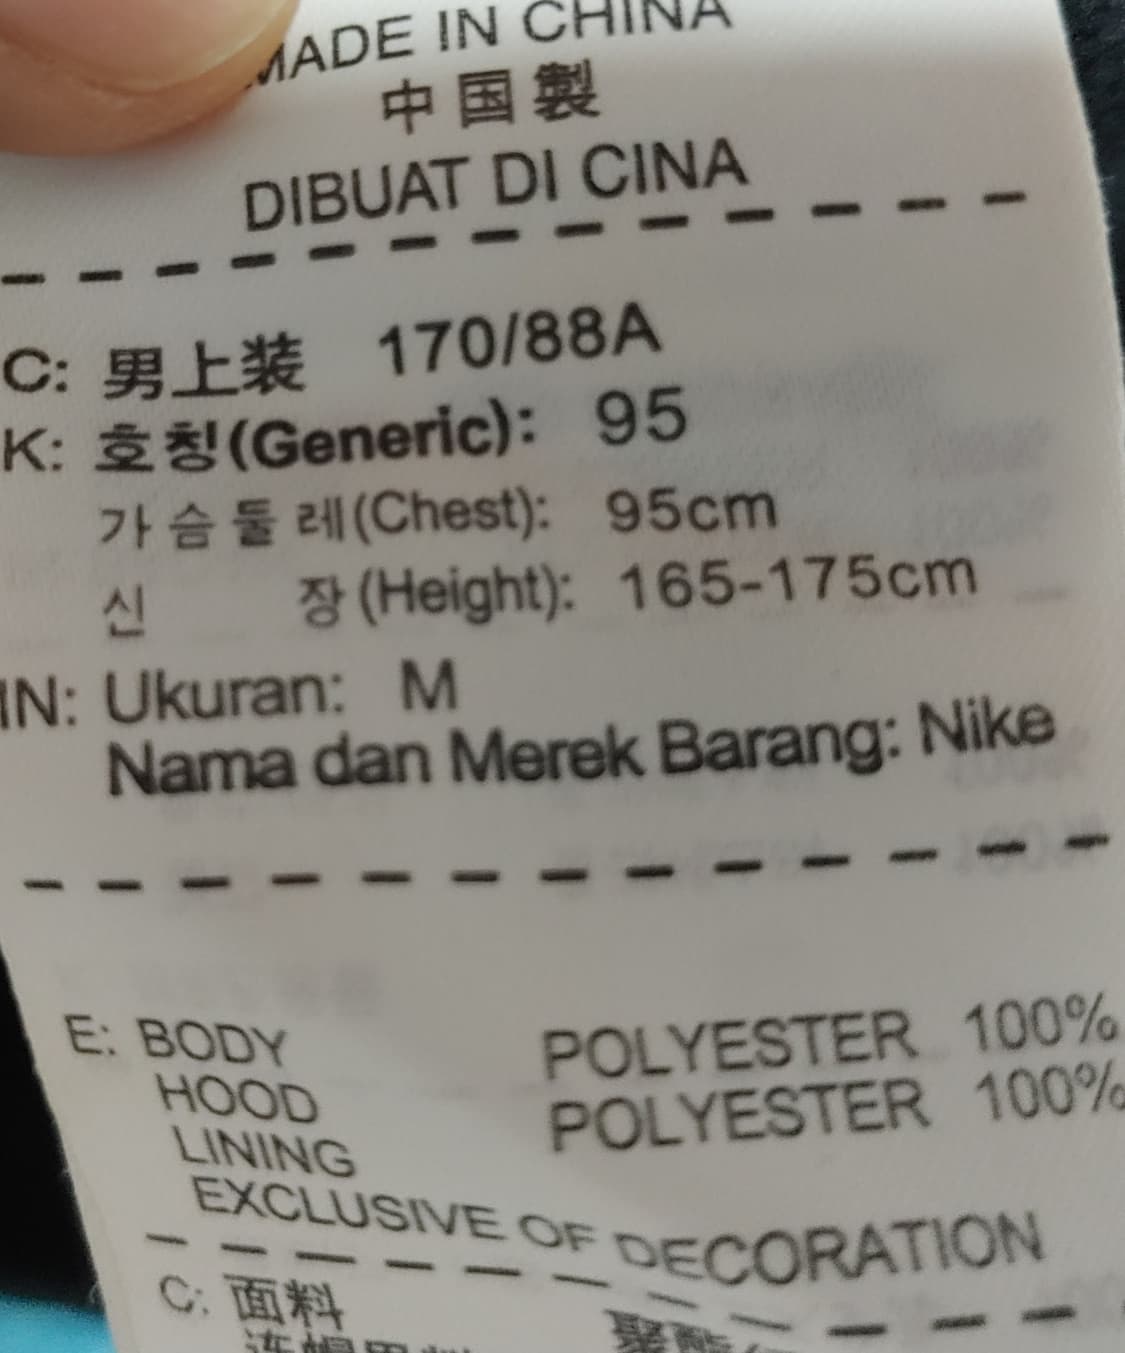 MADE IN CHINA
中国製
DIBUAT DI CINA
C: 男上装 170/88A
K: 호칭(Generic): 95
가슴둘레(Chest): 95cm
신 장(Height): 165-175cm
IN: Ukuran: M
Nama dan Merek Barang: Nike
E: BODY POLYESTER 100%
HOOD LINING POLYESTER 100%
EXCLUSIVE OF DECORATION
C: 面料